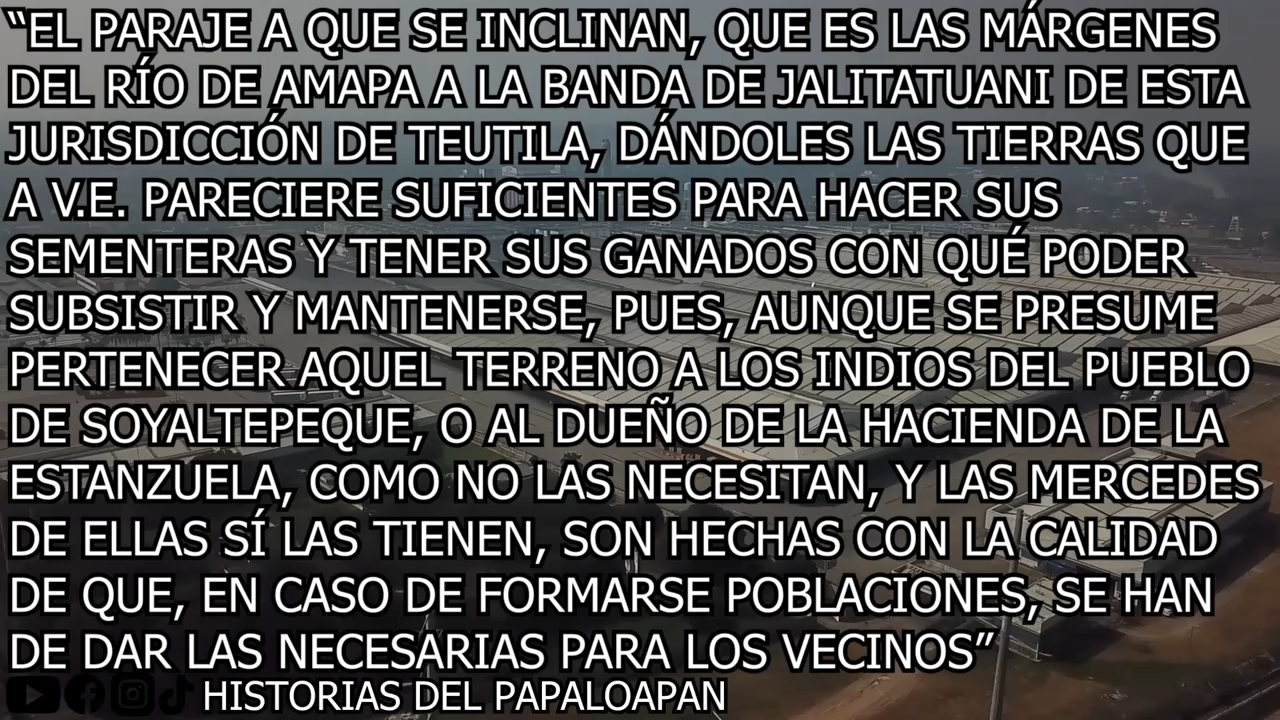 “EL PARAJE A QUE SE INCLINAN, QUE ES LAS MÁRGENES
DEL RÍO DE AMAPA A LA BANDA DE JALITATUANI DE ESTA
JURISDICCIÓN DE TEUTILA, DÁNDOLES LAS TIERRAS QUE
A V.E. PARECIERE SUFICIENTES PARA HACER SUS
SEMENTERAS Y TENER SUS GANADOS CON QUÉ PODER
SUBSISTIR Y MANTENERSE, PUES, AUNQUE SE PRESUME
PERTENECER AQUEL TERRENO A LOS INDIOS DEL PUEBLO
DE SOYALTEPEQUE, O AL DUEÑO DE LA HACIENDA DE LA
ESTANZUELA, COMO NO LAS NECESITAN, Y LAS MERCEDES
DE ELLAS SÍ LAS TIENEN, SON HECHAS CON LA CALIDAD
DE QUE, EN CASO DE FORMARSE POBLACIONES, SE HAN
DE DAR LAS NECESARIAS PARA LOS VECINOS”
HISTORIAS DEL PAPALOAPAN